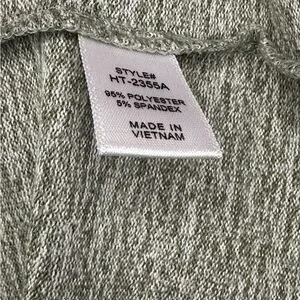 STYLE#
HT-2355A
95% POLYESTER
5% SPANDEX
MADE IN
VIETNAM